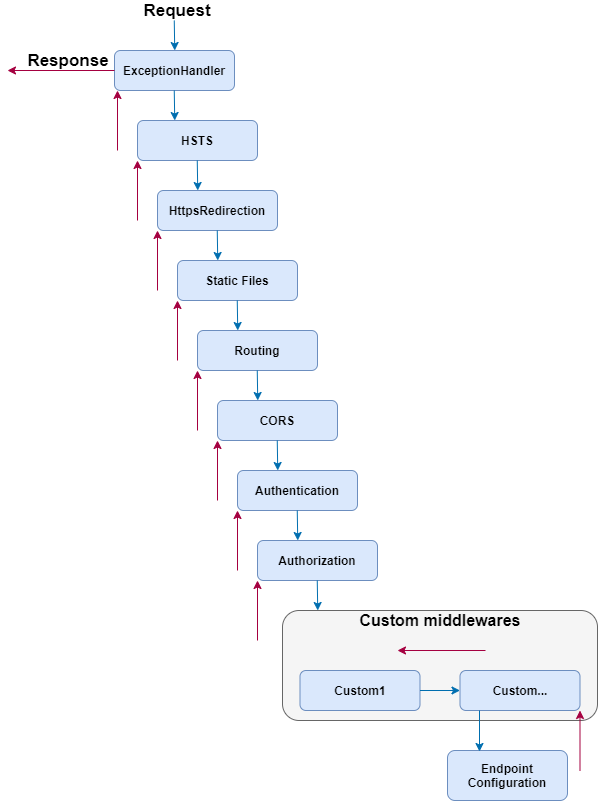 Request
Response
ExceptionHandler
HSTS
HttpsRedirection
Static Files
Routing
CORS
Authentication
Authorization
Custom middlewares
Custom1
Custom...
Endpoint
Configuration